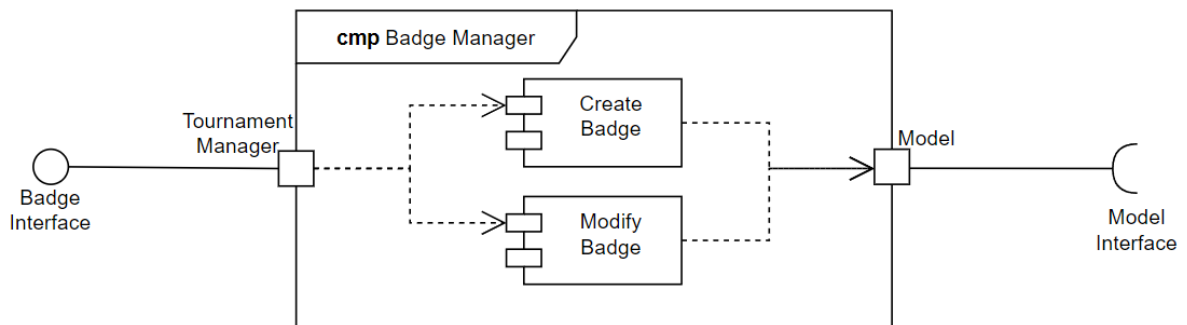 cmp Badge Manager
Create
Badge
Tournament
Manager
Model
Badge
Interface
Modify
Badge
Model
Interface